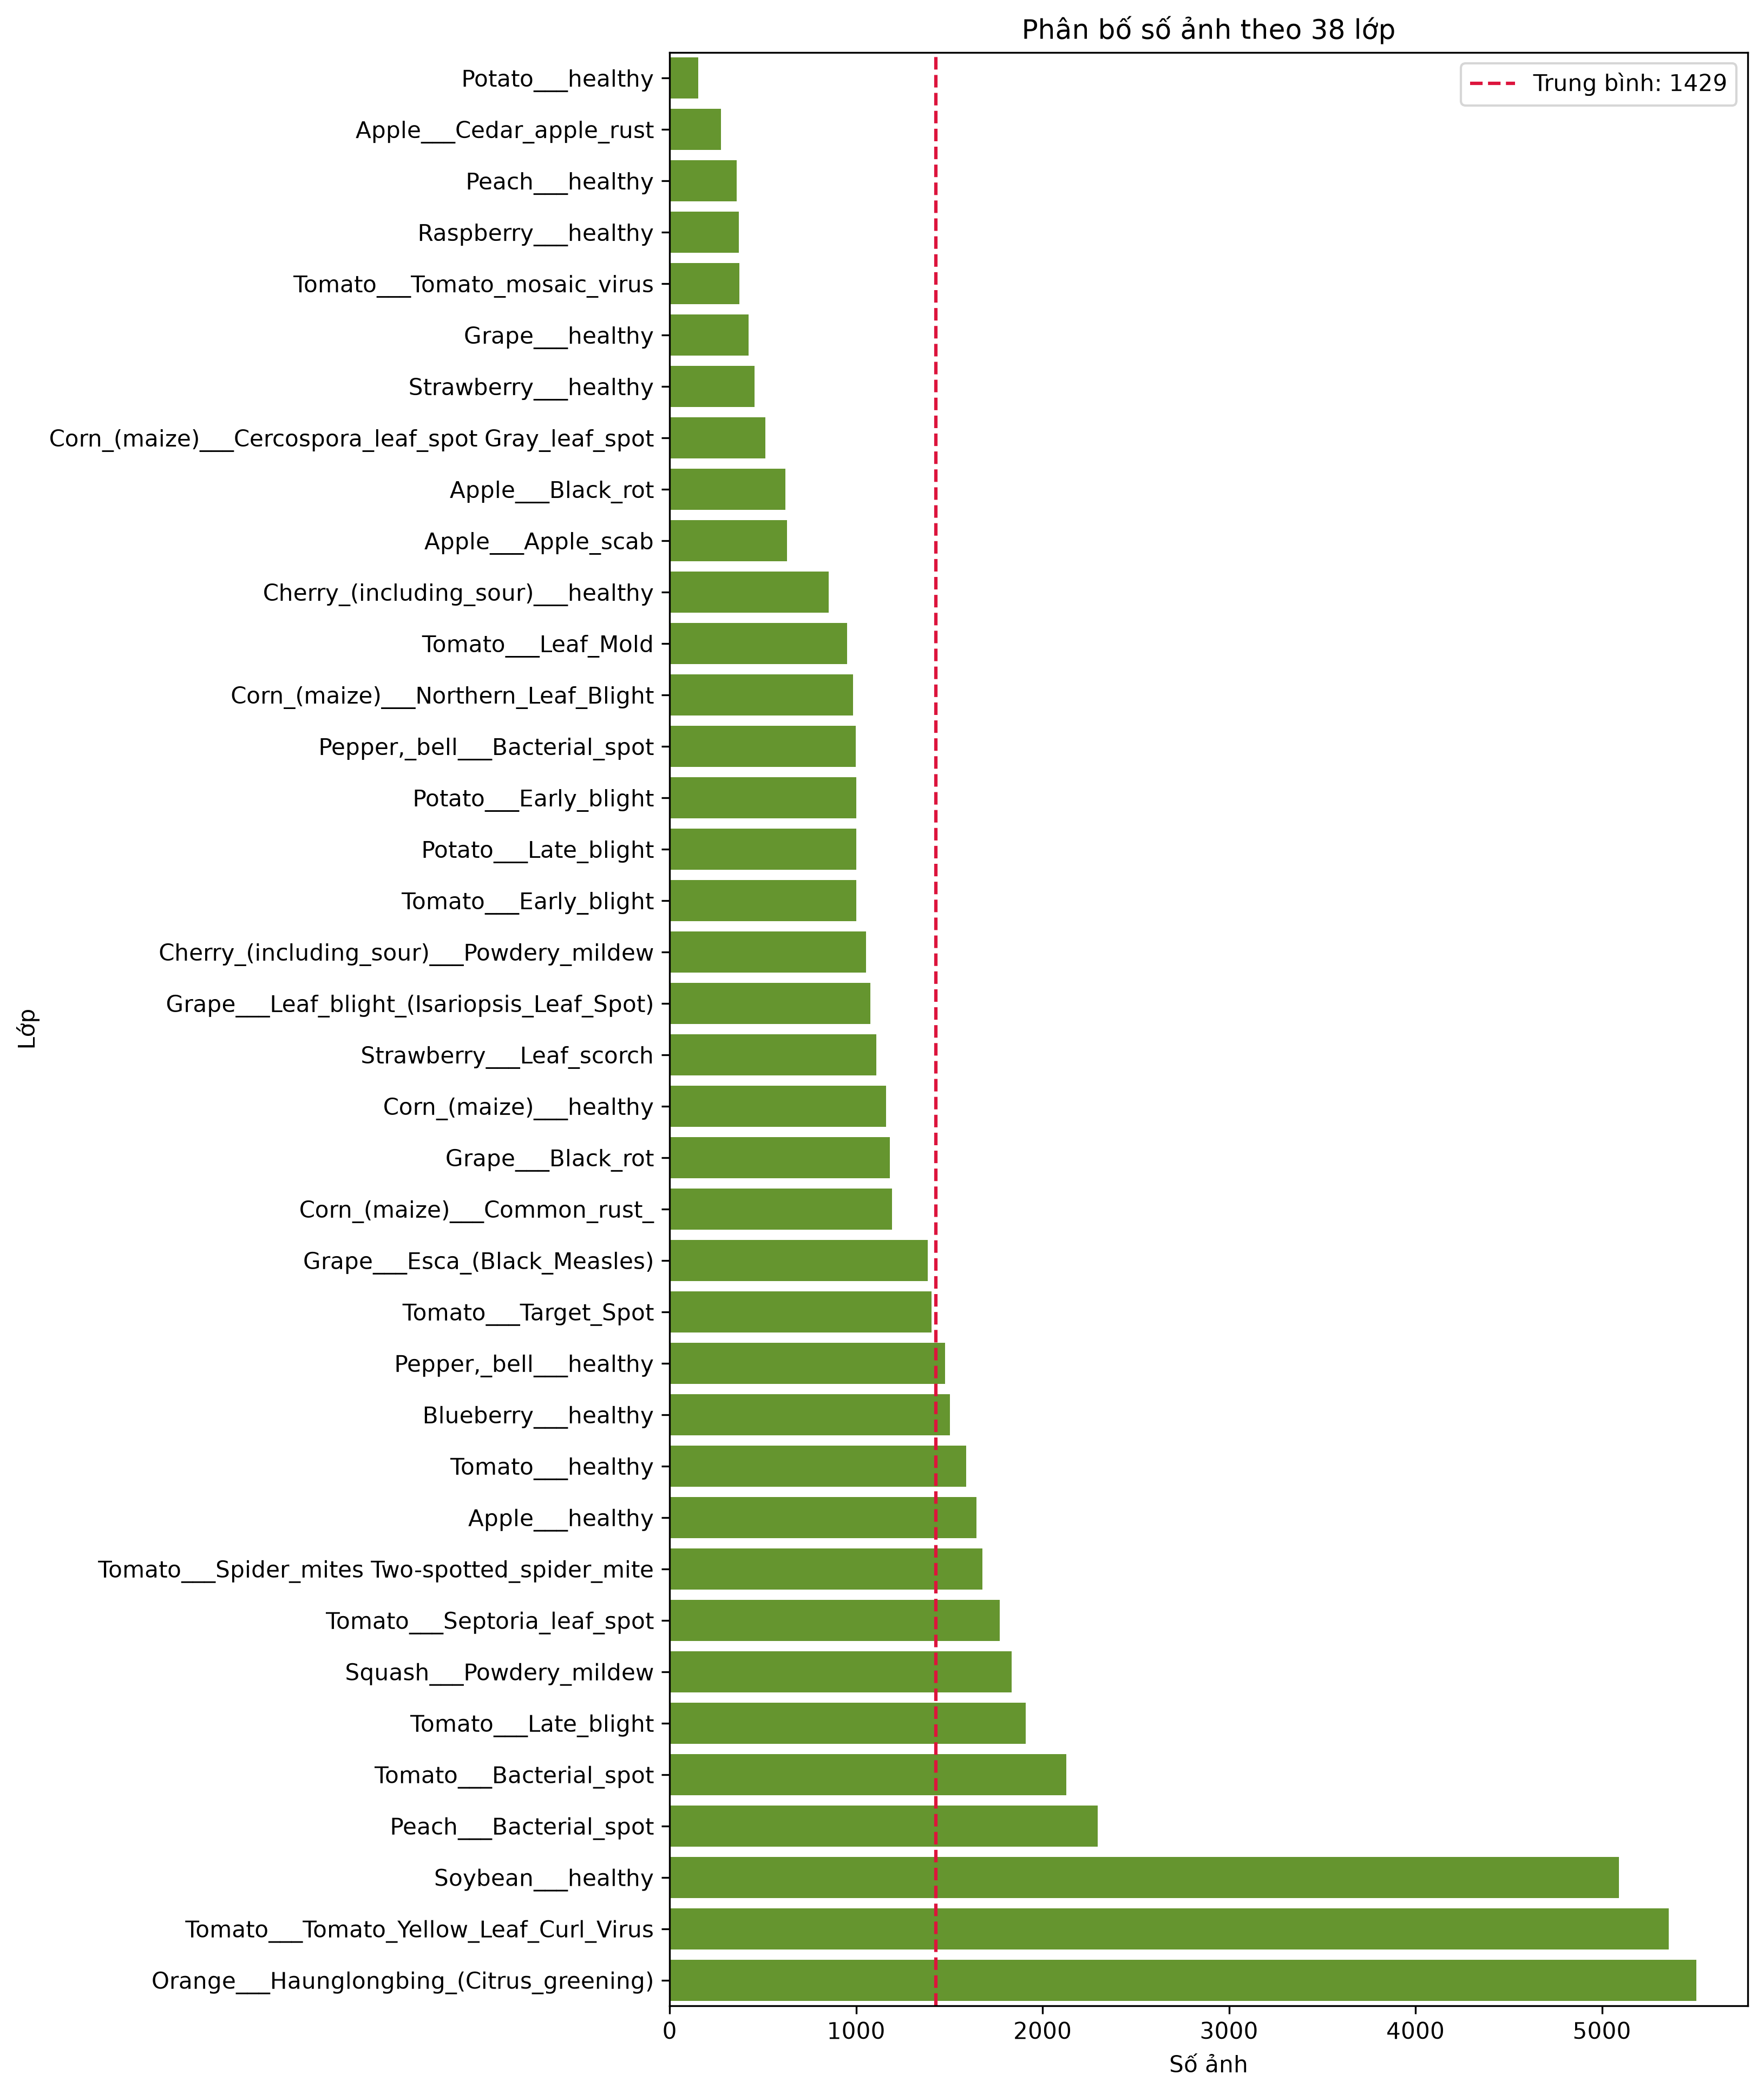 Phân bố số ảnh theo 38 lớp
Trung bình: 1429
Potato___healthy
Apple___Cedar_apple_rust
Peach___healthy
Raspberry___healthy
Tomato___Tomato_mosaic_virus
Grape___healthy
Strawberry___healthy
Corn_(maize)___Cercospora_leaf_spot Gray_leaf_spot
Apple___Black_rot
Apple___Apple_scab
Cherry_(including_sour)___healthy
Tomato___Leaf_Mold
Corn_(maize)___Northern_Leaf_Blight
Pepper,_bell___Bacterial_spot
Potato___Early_blight
Potato___Late_blight
Tomato___Early_blight
Cherry_(including_sour)___Powdery_mildew
Grape___Leaf_blight_(Isariopsis_Leaf_Spot)
Strawberry___Leaf_scorch
Corn_(maize)___healthy
Grape___Black_rot
Corn_(maize)___Common_rust_
Grape___Esca_(Black_Measles)
Tomato___Target_Spot
Pepper,_bell___healthy
Blueberry___healthy
Tomato___healthy
Apple___healthy
Tomato___Spider_mites Two-spotted_spider_mite
Tomato___Septoria_leaf_spot
Squash___Powdery_mildew
Tomato___Late_blight
Tomato___Bacterial_spot
Peach___Bacterial_spot
Soybean___healthy
Tomato___Tomato_Yellow_Leaf_Curl_Virus
Orange___Haunglongbing_(Citrus_greening)
Lớp
0 1000 2000 3000 4000 5000
Số ảnh